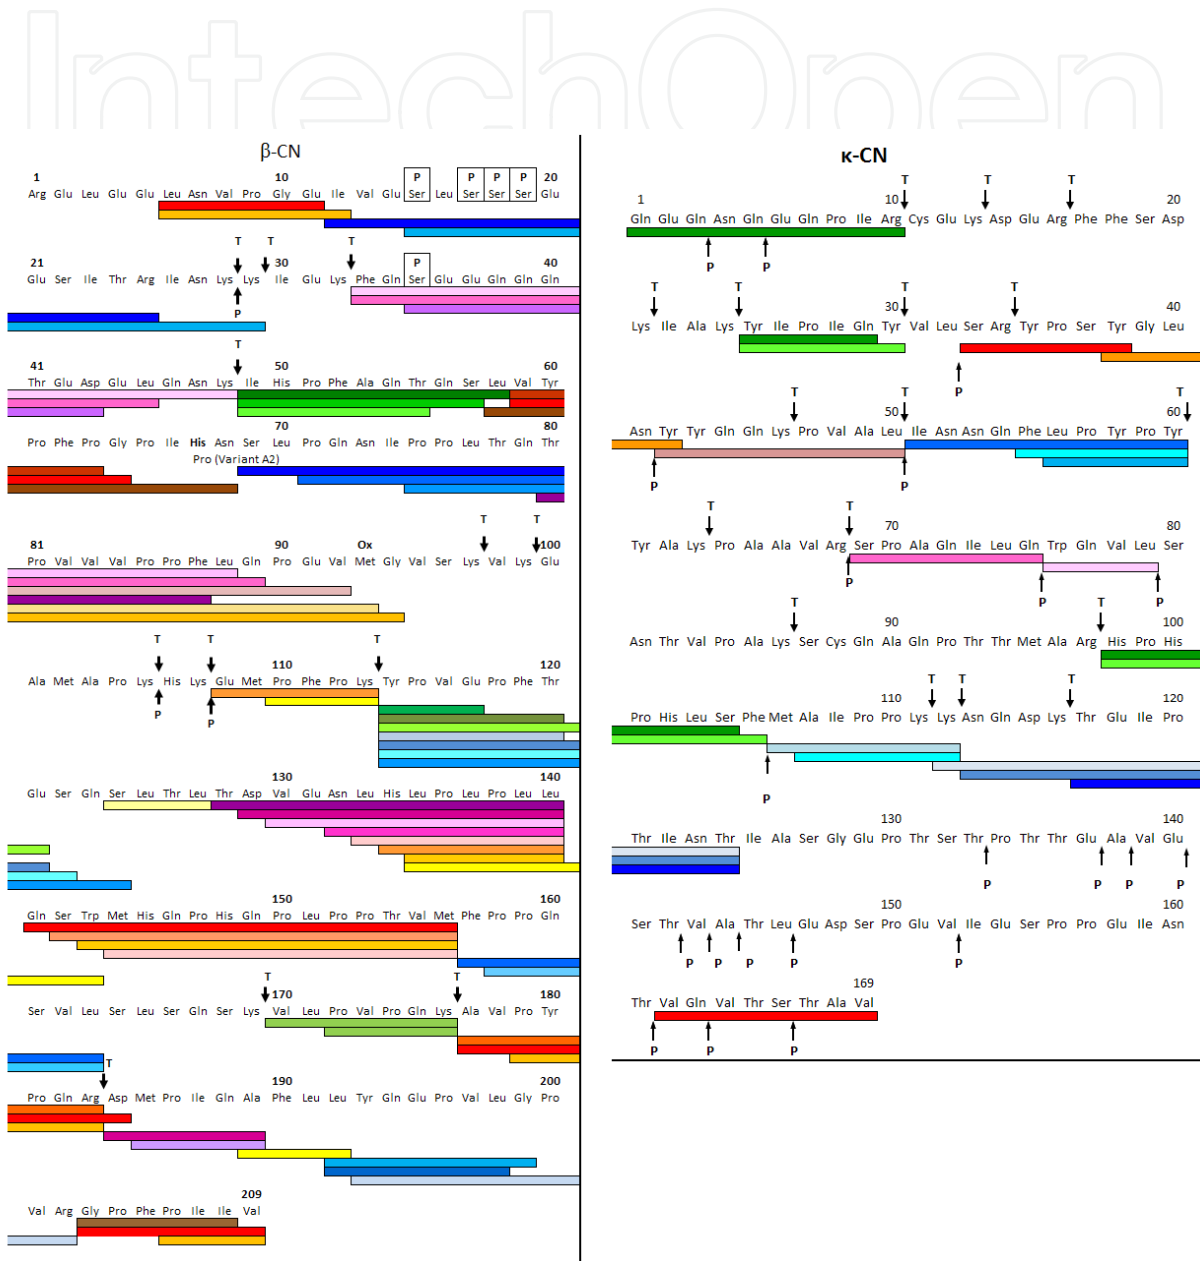 IntechOpen
β-CN
1 10 P P P P 20
Arg Glu Leu Glu Glu Leu Asn Val Pro Gly Glu Ile Val Glu Ser Leu Ser Ser Ser Glu
T T T
21 30 P 40
Glu Ser Ile Thr Arg Ile Asn Lys Lys Ile Glu Lys Phe Gln Ser Glu Glu Gln Gln Gln
P
T
41 50 60
Thr Glu Asp Glu Leu Gln Asn Lys Ile His Pro Phe Ala Gln Thr Gln Ser Leu Val Tyr
70 80
Pro Phe Pro Gly Pro Ile His Asn Ser Leu Pro Gln Asn Ile Pro Pro Leu Thr Gln Thr
Pro (Variant A2)
T T
81 90 Ox 100
Pro Val Val Val Pro Pro Phe Leu Gln Pro Glu Val Met Gly Val Ser Lys Val Lys Glu
T T T
110 120
Ala Met Ala Pro Lys His Lys Glu Met Pro Phe Pro Lys Tyr Pro Val Glu Pro Phe Thr
P P
130 140
Glu Ser Gln Ser Leu Thr Leu Thr Asp Val Glu Asn Leu His Leu Pro Leu Pro Leu Leu
150 160
Gln Ser Trp Met His Gln Pro His Gln Pro Leu Pro Pro Thr Val Met Phe Pro Pro Gln
T T
170 180
Ser Val Leu Ser Leu Ser Gln Ser Lys Val Leu Pro Val Pro Gln Lys Ala Val Pro Tyr
T
190 200
Pro Gln Arg Asp Met Pro Ile Gln Ala Phe Leu Leu Tyr Gln Glu Pro Val Leu Gly Pro
209
Val Arg Gly Pro Phe Pro Ile Ile Val
κ-CN
T T T
1 10 20
Gln Glu Gln Asn Gln Glu Gln Pro Ile Arg Cys Glu Lys Asp Glu Arg Phe Phe Ser Asp
P P
T T T T
30 40
Lys Ile Ala Lys Tyr Ile Pro Ile Gln Tyr Val Leu Ser Arg Tyr Pro Ser Tyr Gly Leu
P
T T T
50 60
Asn Tyr Tyr Gln Gln Lys Pro Val Ala Leu Ile Asn Asn Gln Phe Leu Pro Tyr Pro Tyr
P P
T T
70 80
Tyr Ala Lys Pro Ala Ala Val Arg Ser Pro Ala Gln Ile Leu Gln Trp Gln Val Leu Ser
P P P
T T
90 100
Asn Thr Val Pro Ala Lys Ser Cys Gln Ala Gln Pro Thr Thr Met Ala Arg His Pro His
T T T
110 120
Pro His Leu Ser Phe Met Ala Ile Pro Pro Lys Lys Asn Gln Asp Lys Thr Glu Ile Pro
P
130 140
Thr Ile Asn Thr Ile Ala Ser Gly Glu Pro Thr Ser Thr Pro Thr Thr Glu Ala Val Glu
P P P P
150 160
Ser Thr Val Ala Thr Leu Glu Asp Ser Pro Glu Val Ile Glu Ser Pro Pro Glu Ile Asn
P P P P P
169
Thr Val Gln Val Thr Ser Thr Ala Val
P P P